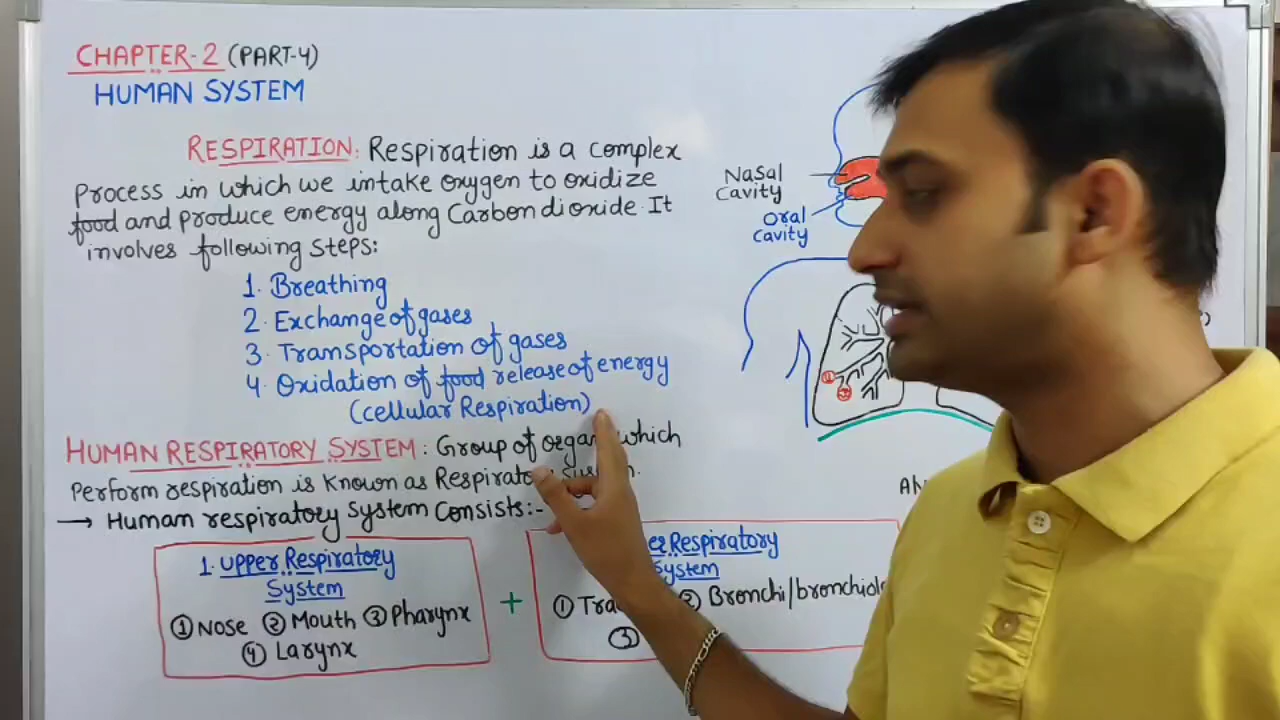 CHAPTER-2 (PART-4)
HUMAN SYSTEM
RESPIRATION: Respiration is a complex
Process in which we intake oxygen to oxidize
food and produce energy along Carbon dioxide. It
involves following steps:
1. Breathing
2. Exchange of gases
3. Transportation of gases
4. Oxidation of food release of energy
(cellular Respiration)
HUMAN RESPIRATORY SYSTEM: Group of organ which
Perform respiration is known as
→ Human respiratory System Consists:-
1. Upper Respiratory
System
① Nose ② Mouth ③ Pharynx
④ Larynx
+
Respiratory
System
① ② Bronchi/
③
Nasal
Cavity
Oral
Cavity